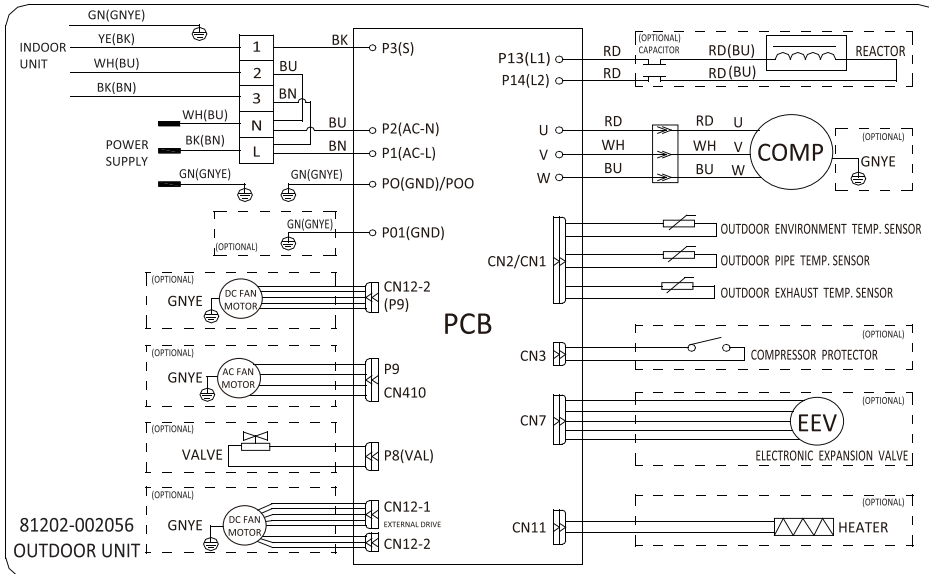 GN(GNYE)
INDOOR
UNIT
YE(BK)
WH(BU)
BK(BN)
1
2
3
N
L
BU
BN
BK
P3(S)
WH(BU)
POWER
SUPPLY
BK(BN)
GN(GNYE)
BU
P2(AC-N)
BN
P1(AC-L)
GN(GNYE)
PO(GND)/POO
GN(GNYE)
P01(GND)
(OPTIONAL)
(OPTIONAL)
GNYE
DC FAN
MOTOR
CN12-2
(P9)
(OPTIONAL)
GNYE
AC FAN
MOTOR
P9
CN410
(OPTIONAL)
VALVE
P8(VAL)
(OPTIONAL)
GNYE
DC FAN
MOTOR
CN12-1
EXTERNAL DRIVE
CN12-2
81202-002056
OUTDOOR UNIT
PCB
P13(L1)
RD
P14(L2)
RD
(OPTIONAL)
CAPACITOR
RD(BU)
RD(BU)
REACTOR
U
RD
RD
U
V
WH
WH
V
W
BU
BU
W
COMP
(OPTIONAL)
GNYE
CN2/CN1
OUTDOOR ENVIRONMENT TEMP. SENSOR
OUTDOOR PIPE TEMP. SENSOR
OUTDOOR EXHAUST TEMP. SENSOR
CN3
(OPTIONAL)
COMPRESSOR PROTECTOR
CN7
(OPTIONAL)
EEV
ELECTRONIC EXPANSION VALVE
CN11
(OPTIONAL)
HEATER